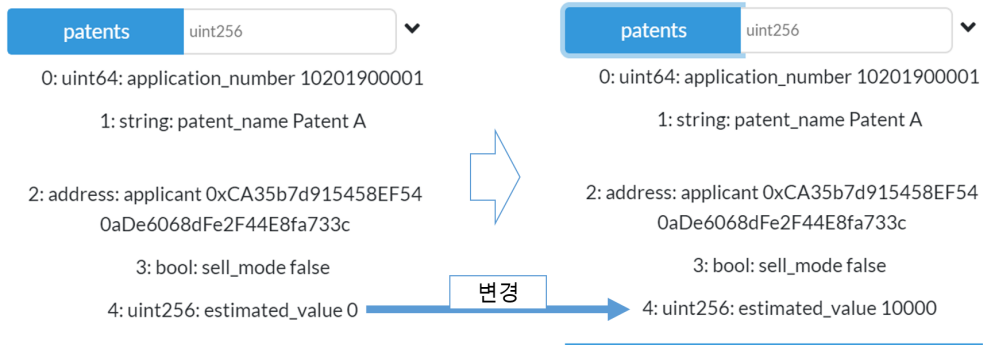 patents
uint256
0: uint64: application_number 10201900001
1: string: patent_name Patent A
2: address: applicant 0xCA35b7d915458EF54
0aDe6068dFe2F44E8fa733c
3: bool: sell_mode false
4: uint256: estimated_value 0
변경
patents
uint256
0: uint64: application_number 10201900001
1: string: patent_name Patent A
2: address: applicant 0xCA35b7d915458EF54
0aDe6068dFe2F44E8fa733c
3: bool: sell_mode false
4: uint256: estimated_value 10000